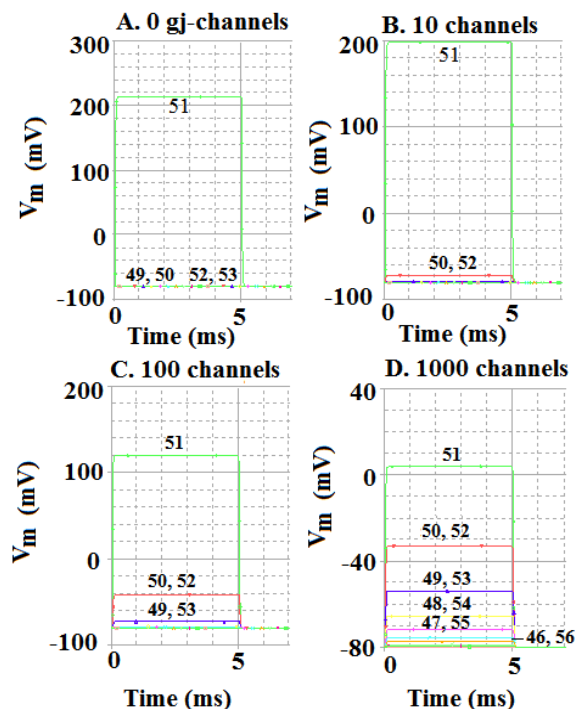 A. 0 gj-channels
300
200
100
0
-100
Vm (mV)
51
49, 50 52, 53
0 5
Time (ms)
B. 10 channels
200
100
0
-100
Vm (mV)
51
50, 52
0 5
Time (ms)
C. 100 channels
200
120
100
0
-100
Vm (mV)
51
50, 52
49, 53
0 5
Time (ms)
D. 1000 channels
40
0
-40
-80
Vm (mV)
51
50, 52
49, 53
48, 54
47, 55
46, 56
0 5
Time (ms)